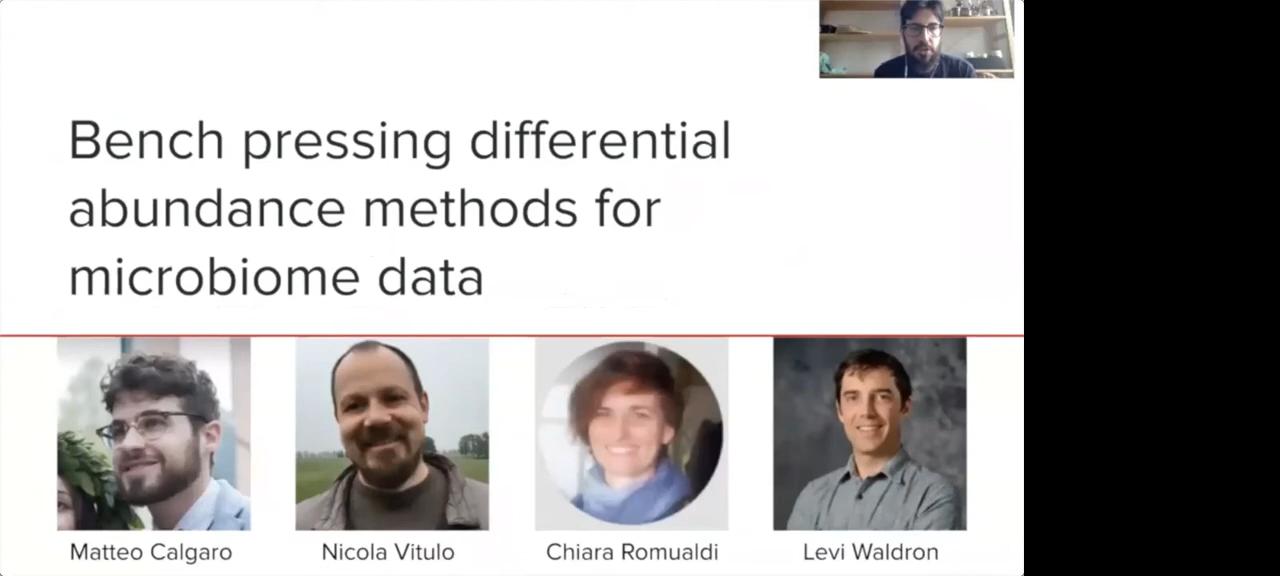 Bench pressing differential
abundance methods for
microbiome data
Matteo Calgaro
Nicola Vitulo
Chiara Romualdi
Levi Waldron